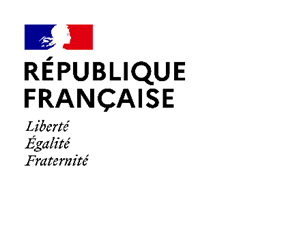 RÉPUBLIQUE
FRANÇAISE
Liberté
Égalité
Fraternité